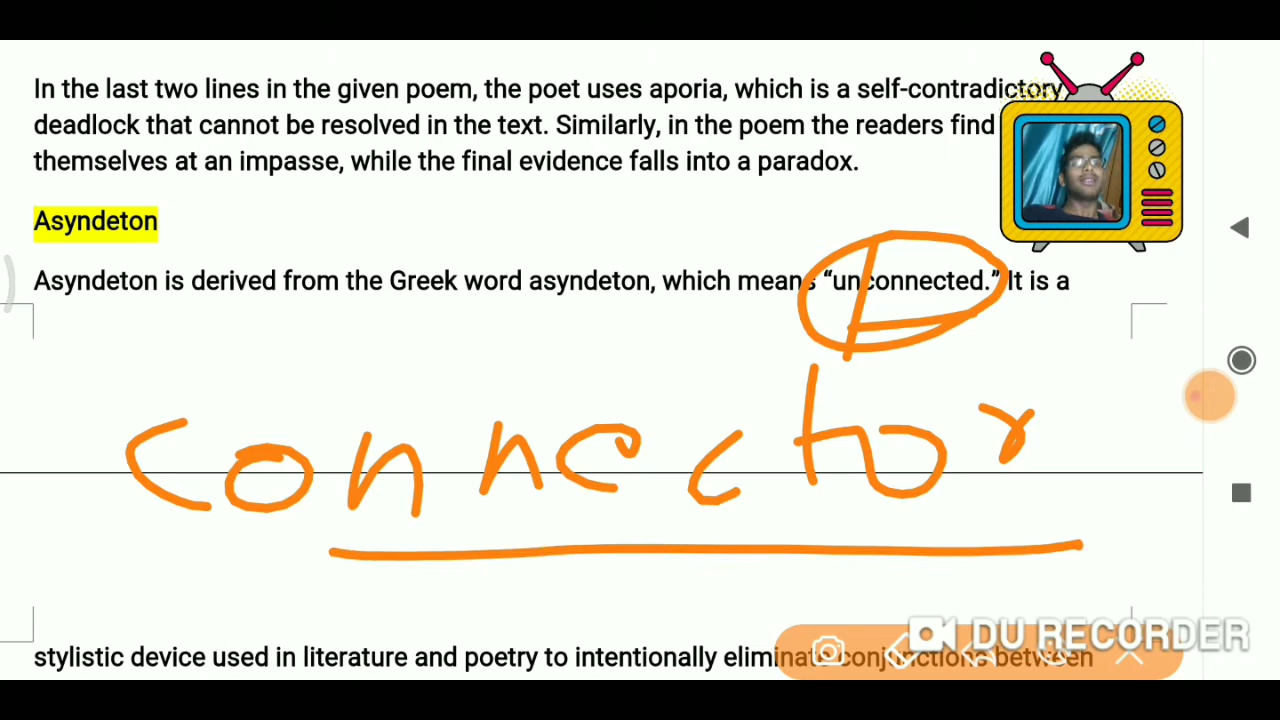 In the last two lines in the given poem, the poet uses aporia, which is a self-contradictory
deadlock that cannot be resolved in the text. Similarly, in the poem the readers find
themselves at an impasse, while the final evidence falls into a paradox.
Asyndeton
Asyndeton is derived from the Greek word asyndeton, which means “unconnected.” It is a
connector
DU RECORDER
stylistic device used in literature and poetry to intentionally eliminate conjunctions between